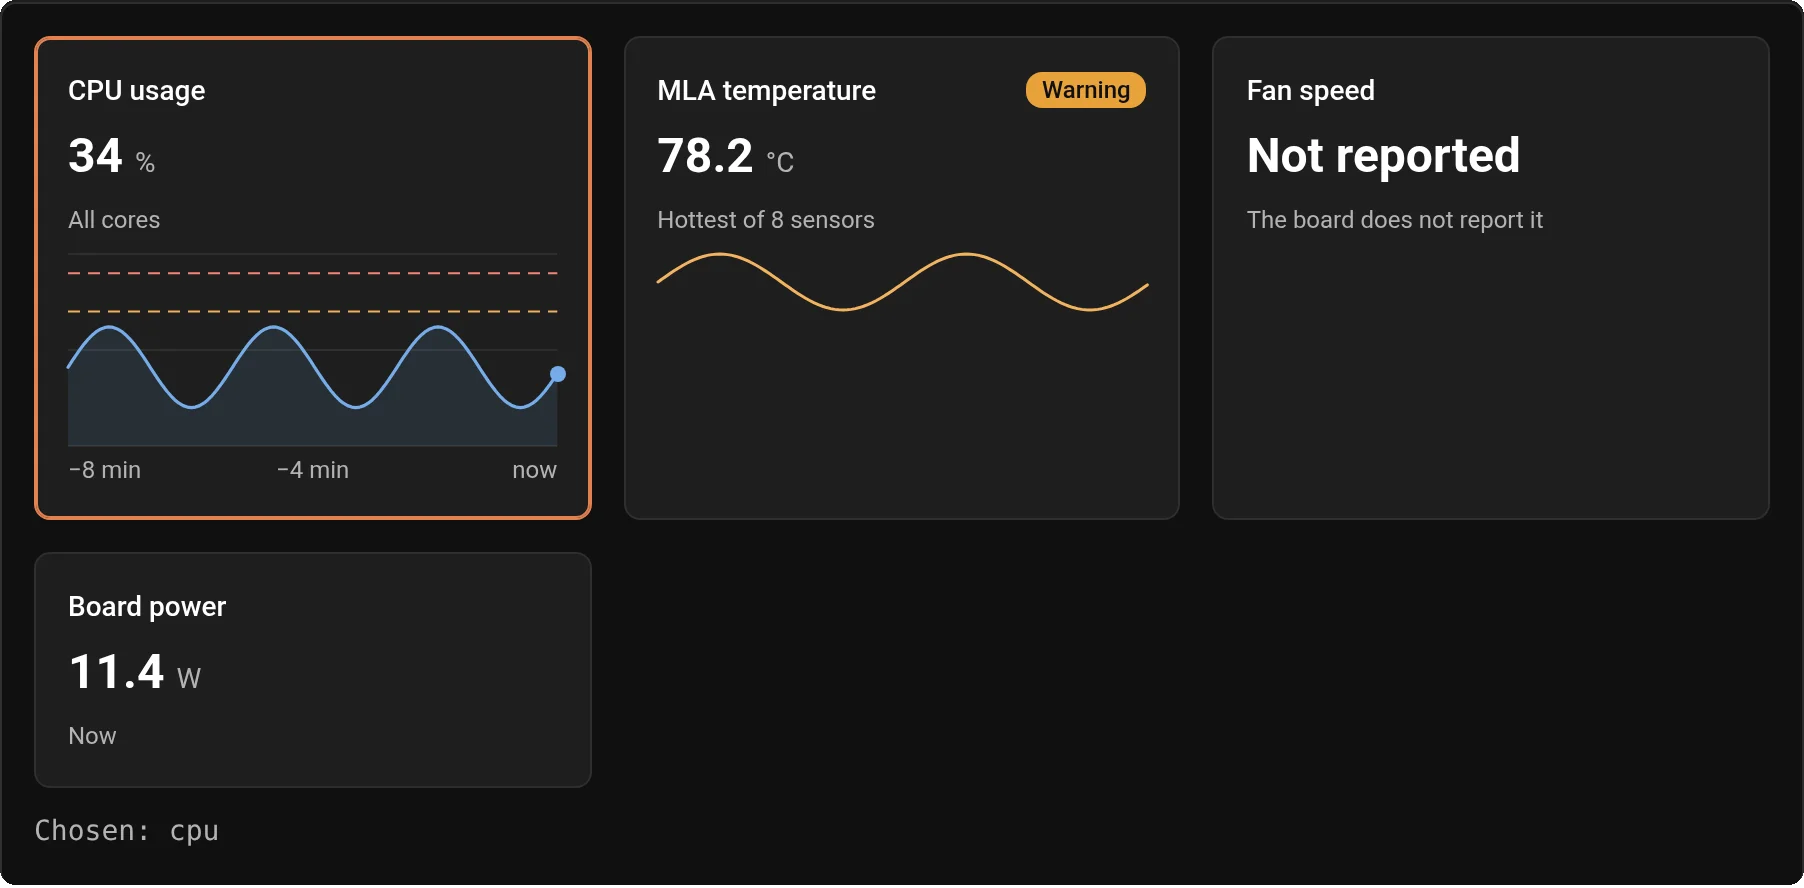 CPU usage
34 %
All cores
−8 min −4 min now
MLA temperature
Warning
78.2 °C
Hottest of 8 sensors
Fan speed
Not reported
The board does not report it
Board power
11.4 W
Now
Chosen: cpu